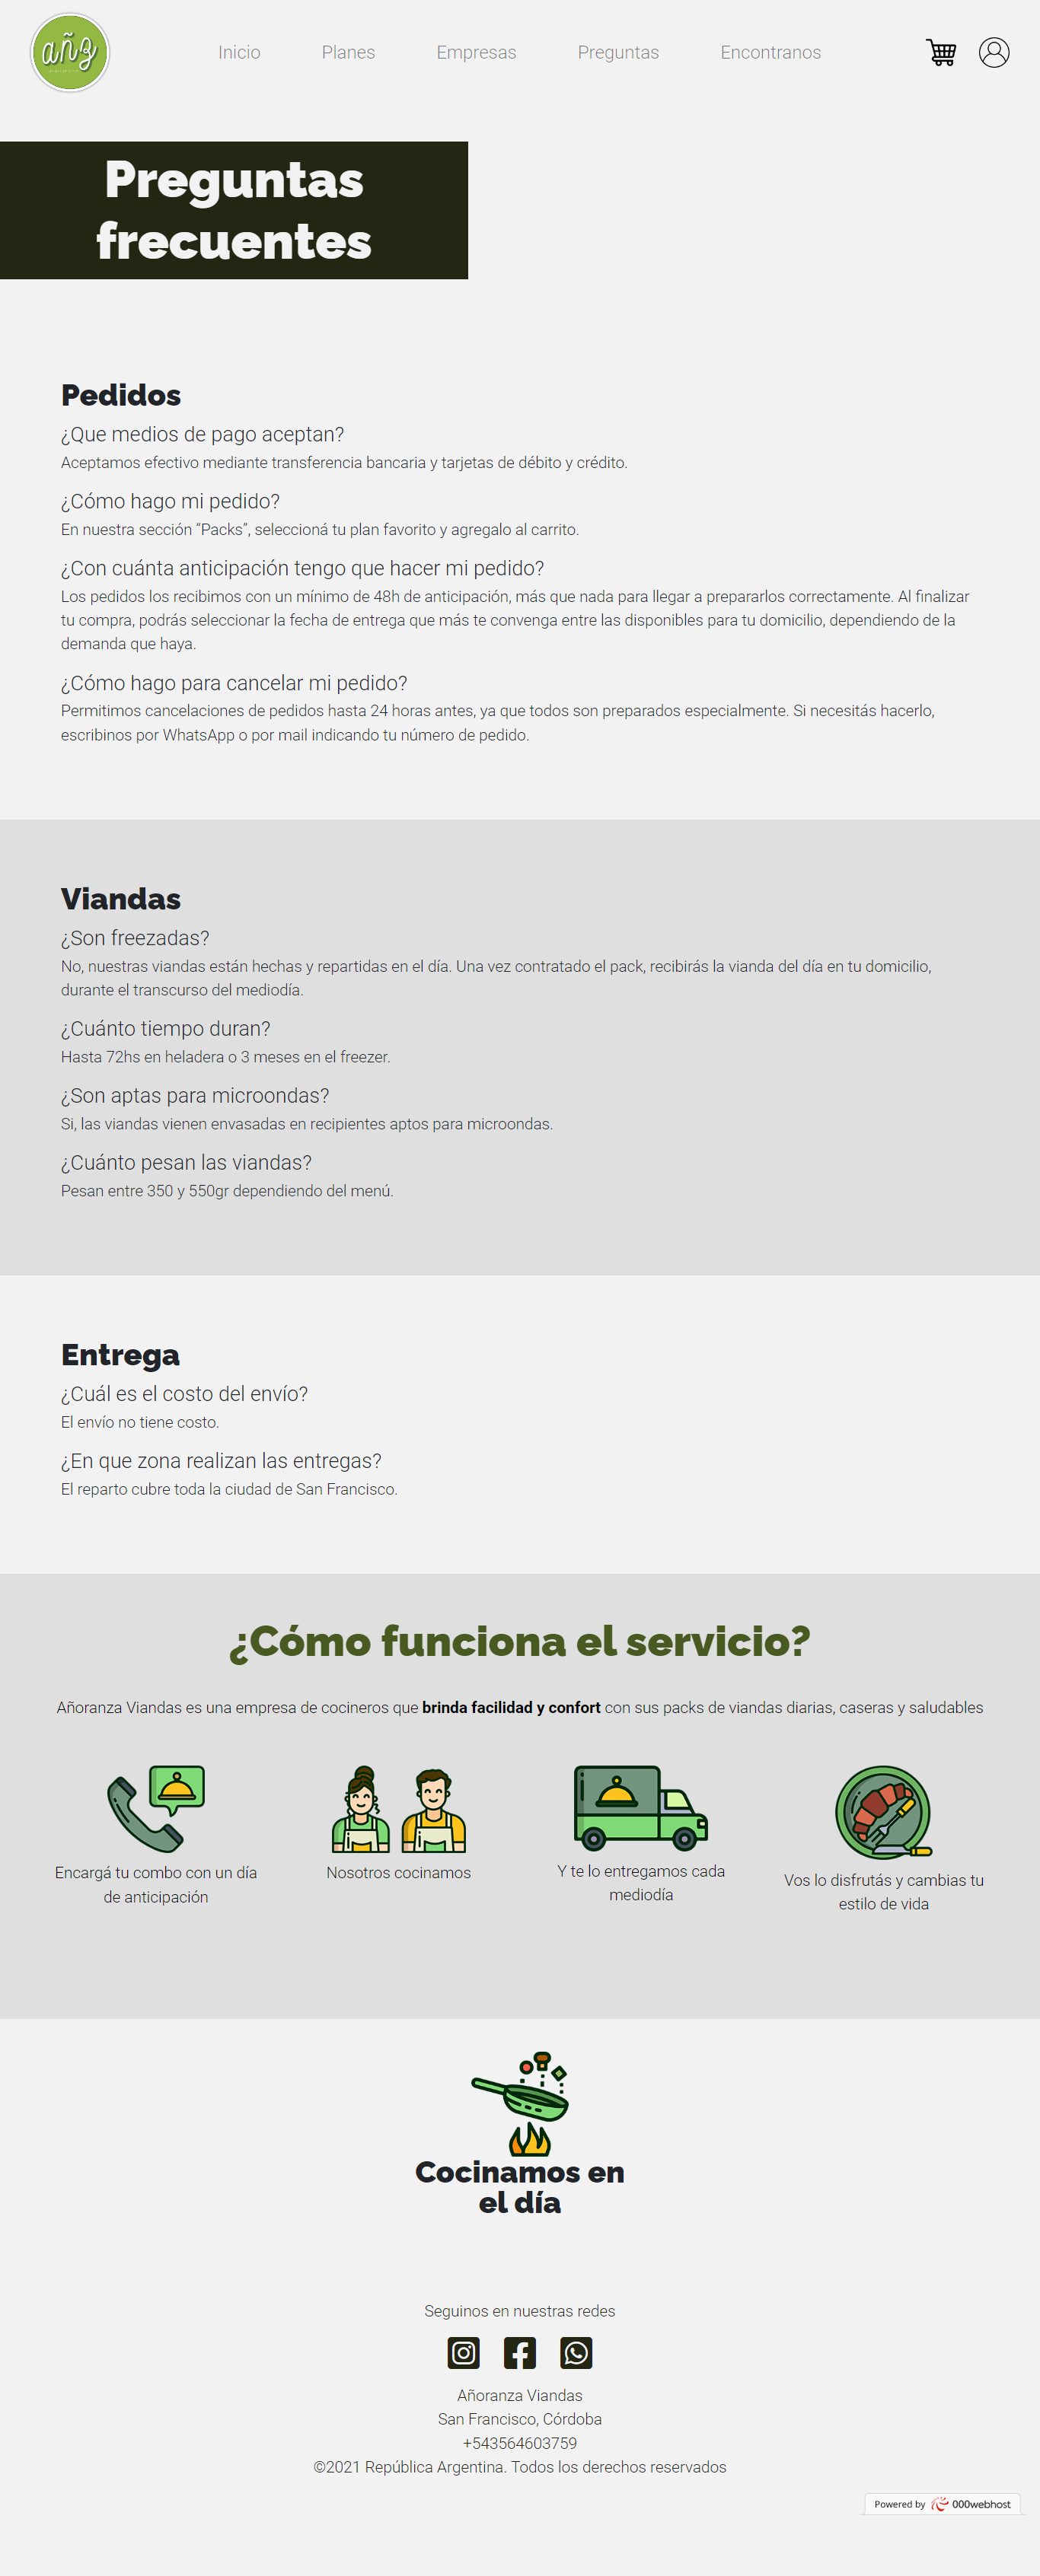 añz
Inicio
Planes
Empresas
Preguntas
Encontranos
Preguntas
frecuentes
Pedidos
¿Que medios de pago aceptan?
Aceptamos efectivo mediante transferencia bancaria y tarjetas de débito y crédito.
¿Cómo hago mi pedido?
En nuestra sección “Packs”, seleccioná tu plan favorito y agregalo al carrito.
¿Con cuánta anticipación tengo que hacer mi pedido?
Los pedidos los recibimos con un mínimo de 48h de anticipación, más que nada para llegar a prepararlos correctamente. Al finalizar
tu compra, podrás seleccionar la fecha de entrega que más te convenga entre las disponibles para tu domicilio, dependiendo de la
demanda que haya.
¿Cómo hago para cancelar mi pedido?
Permitimos cancelaciones de pedidos hasta 24 horas antes, ya que todos son preparados especialmente. Si necesitás hacerlo,
escribinos por WhatsApp o por mail indicando tu número de pedido.
Viandas
¿Son freezadas?
No, nuestras viandas están hechas y repartidas en el día. Una vez contratado el pack, recibirás la vianda del día en tu domicilio,
durante el transcurso del mediodía.
¿Cuánto tiempo duran?
Hasta 72hs en heladera o 3 meses en el freezer.
¿Son aptas para microondas?
Si, las viandas vienen envasadas en recipientes aptos para microondas.
¿Cuánto pesan las viandas?
Pesan entre 350 y 550gr dependiendo del menú.
Entrega
¿Cuál es el costo del envío?
El envío no tiene costo.
¿En que zona realizan las entregas?
El reparto cubre toda la ciudad de San Francisco.
¿Cómo funciona el servicio?
Añoranza Viandas es una empresa de cocineros que brinda facilidad y confort con sus packs de viandas diarias, caseras y saludables
Encargá tu combo con un día
de anticipación
Nosotros cocinamos
Y te lo entregamos cada
mediodía
Vos lo disfrutás y cambias tu
estilo de vida
Cocinamos en
el día
Seguinos en nuestras redes
Añoranza Viandas
San Francisco, Córdoba
+543564603759
©2021 República Argentina. Todos los derechos reservados
Powered by 000webhost